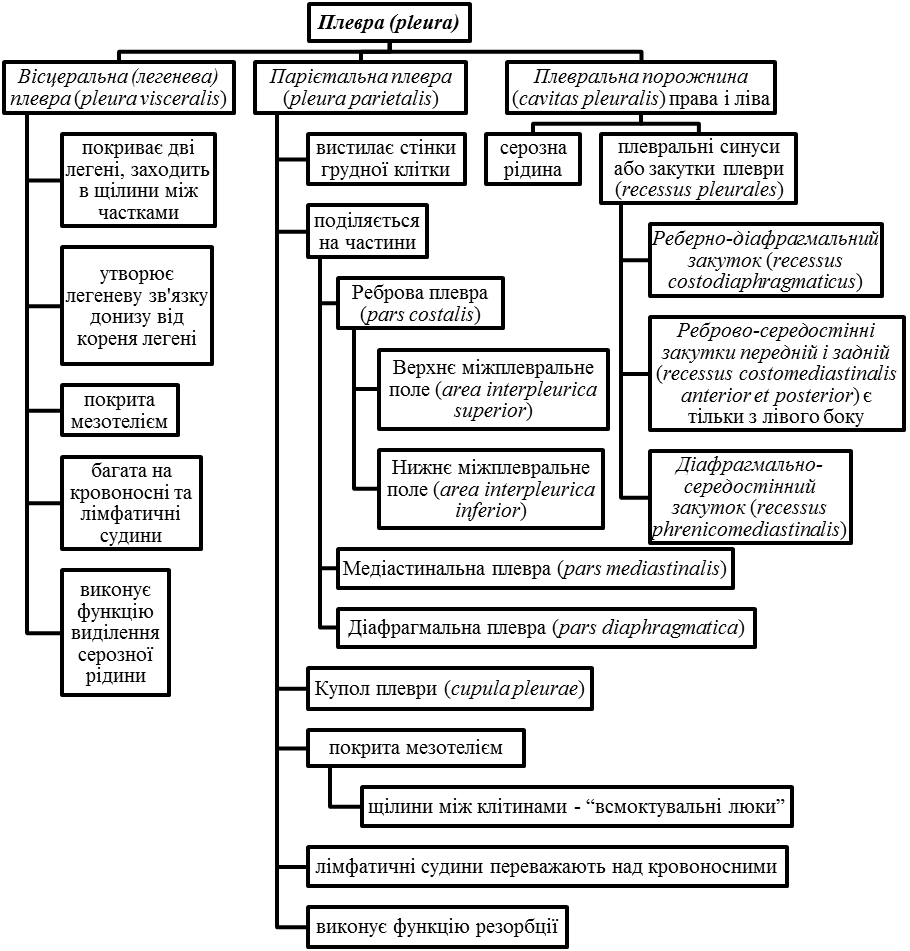 Плевра (pleura)
Вісцеральна (легенева)
плевра (pleura visceralis)
покриває дві
легені, заходить
в щілини між
частками
утворює
легеневу зв'язку
донизу від
кореня легені
покрита
мезотелієм
багата на
кровоносні та
лімфатичні
судини
виконує
функцію
виділення
серозної
рідини
Парієтальна плевра
(pleura parietalis)
вистилає стінки
грудної клітки
поділяється
на частини
Реброва плевра
(pars costalis)
Верхнє міжплевральне
поле (area interpleurica
superior)
Нижнє міжплевральне
поле (area interpleurica
inferior)
Медіастинальна плевра (pars mediastinalis)
Діафрагмальна плевра (pars diaphragmatica)
Купол плеври (cupula pleurae)
покрита мезотелієм
щілини між клітинами - “всмоктувальні люки”
лімфатичні судини переважають над кровоносними
виконує функцію резорбції
Плевральна порожнина
(cavitas pleuralis) права і ліва
серозна
рідина
плевральні синуси
або закутки плеври
(recessus pleurales)
Реберно-діафрагмальний
закуток (recessus
costodiaphragmaticus)
Реброво-середостінні
закутки передній і задній
(recessus costomediastinalis
anterior et posterior) є
тільки з лівого боку
Діафрагмально-
середостінний
закуток (recessus
phrenicomediastinalis)